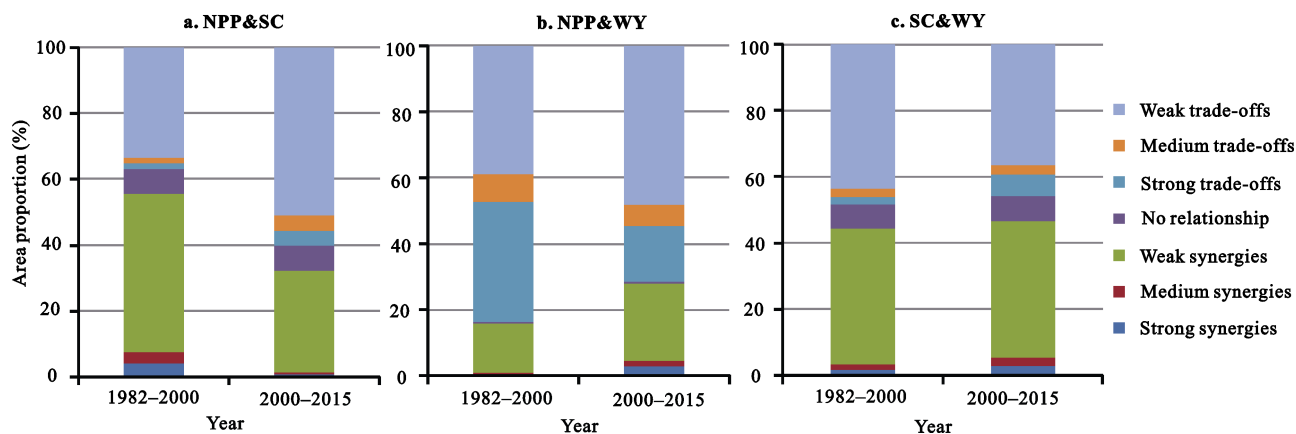 a. NPP&SC
b. NPP&WY
c. SC&WY
Area proportion (%)
100
80
60
40
20
0
1982–2000
2000–2015
Year
100
80
60
40
20
0
1982–2000
2000–2015
Year
100
80
60
40
20
0
1982–2000
2000–2015
Year
Weak trade-offs
Medium trade-offs
Strong trade-offs
No relationship
Weak synergies
Medium synergies
Strong synergies